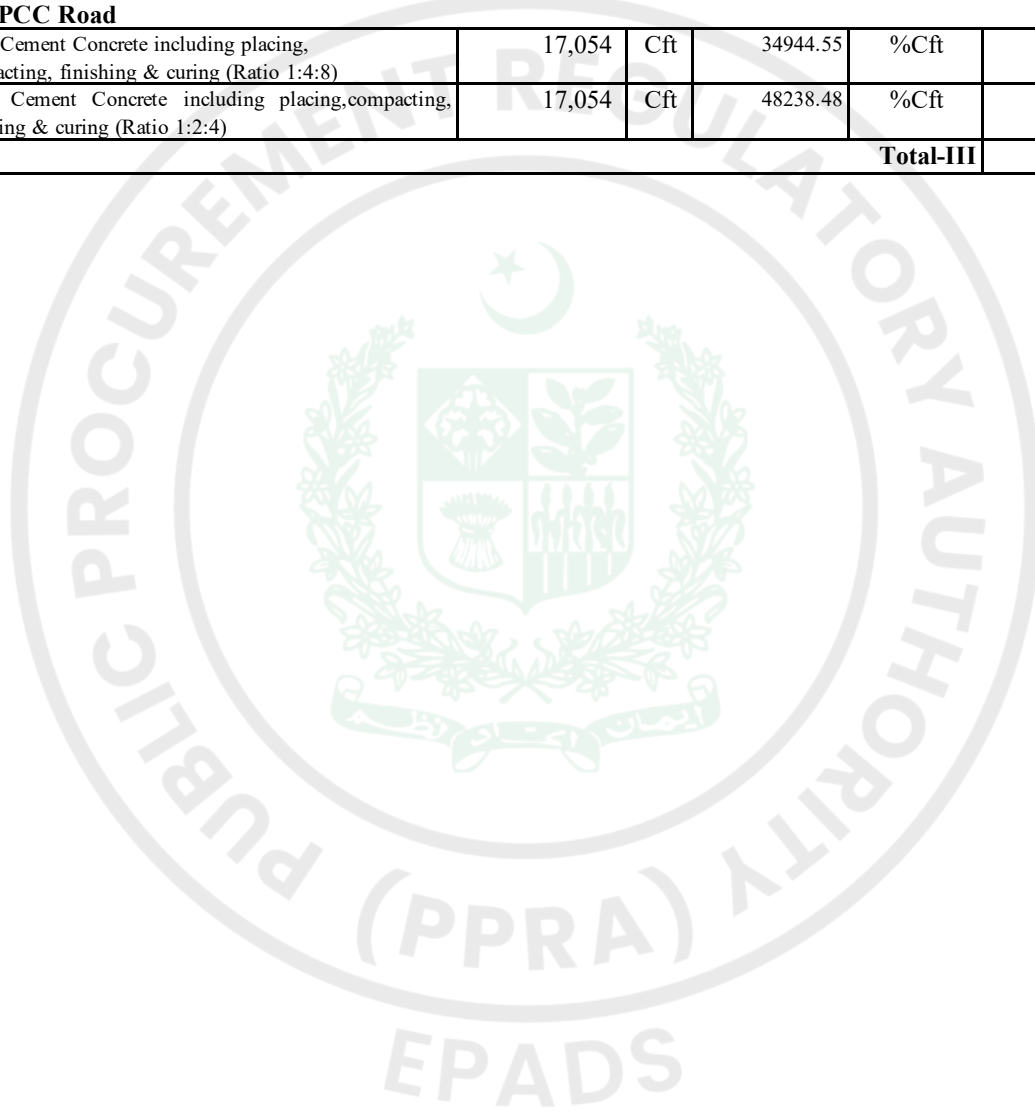 PCC Road
Cement Concrete including placing, 17,054 Cft 34944.55 %Cft
acting, finishing & curing (Ratio 1:4:8)
Cement Concrete including placing,compacting, 17,054 Cft 48238.48 %Cft
ing & curing (Ratio 1:2:4)
Total-III
PUBLIC PROCUREMENT REGULATORY AUTHORITY
(PPRA)
EPADS